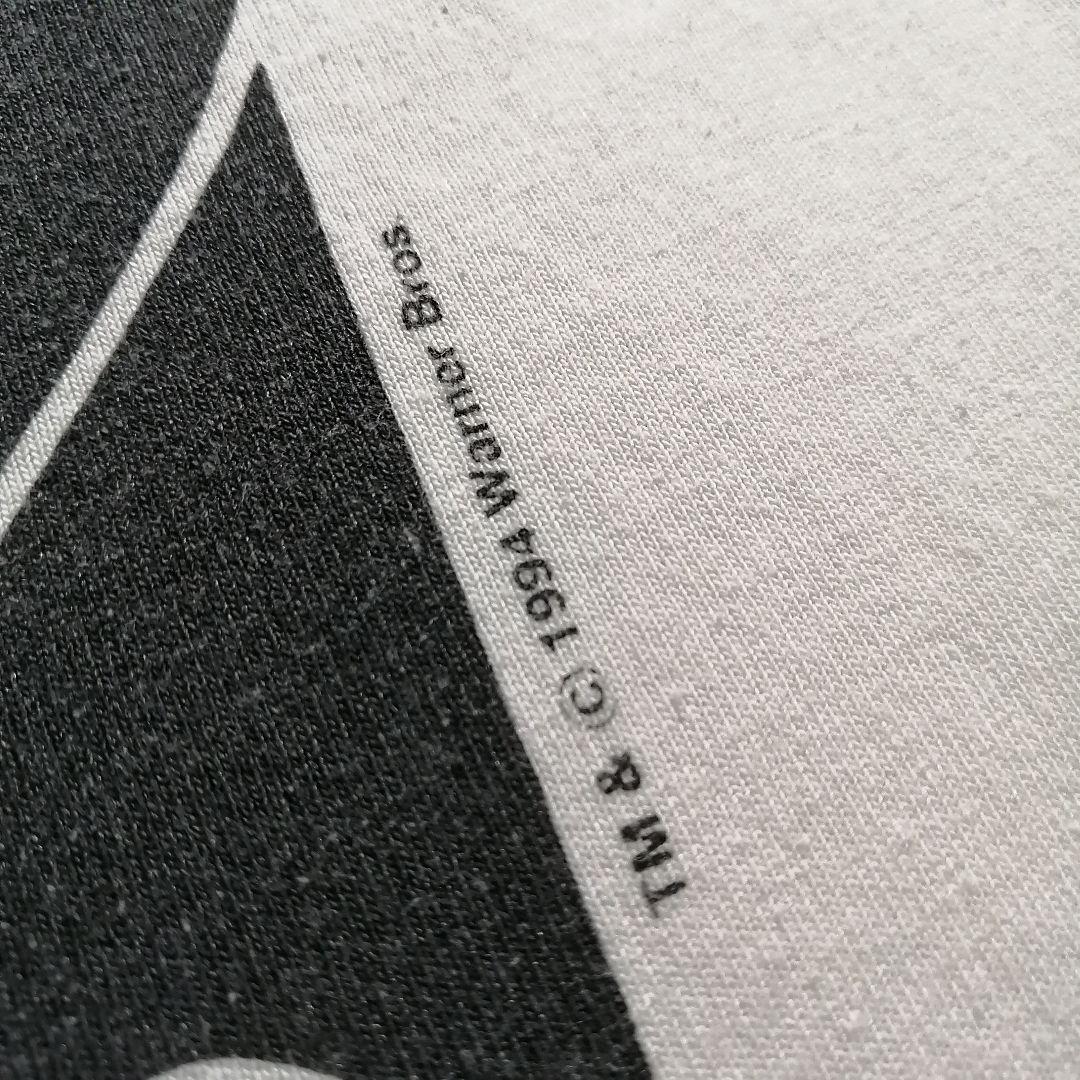 TM & (C) 1994 Warner Bros.